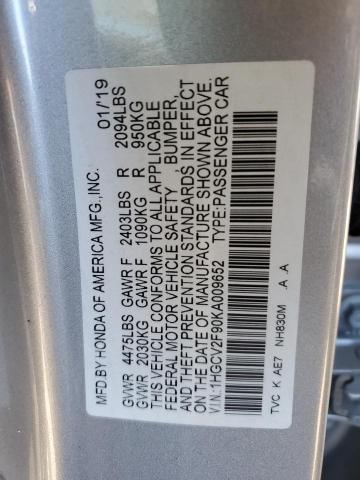 MFD.BY HONDA OF AMERICA MFG.,INC. 01/'19
GVWR 4475LBS GAWR F 2403LBS R 2094LBS
GVWR 2030KG GAWR F 1090KG R 950KG
THIS VEHICLE CONFORMS TO ALL APPLICABLE
FEDERAL MOTOR VEHICLE SAFETY , BUMPER,
AND THEFT PREVENTION STANDARDS IN EFFECT
ON THE DATE OF MANUFACTURE SHOWN ABOVE.
V.I.N.:1HGCV2F90KA009652 TYPE:PASSENGER CAR
TVC K AE7 NH830M .A .A